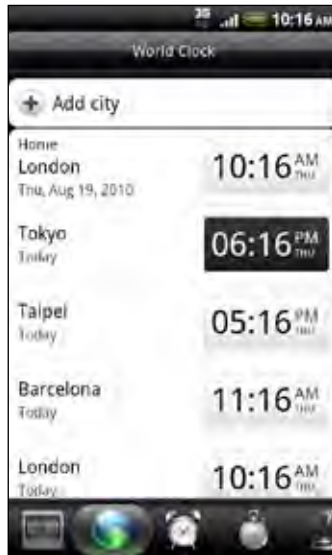 3G 10:16 AM
World Clock
Add city
Home
London
Thu, Aug 19, 2010
10:16 AM THU
Tokyo
Today
06:16 PM THU
Taipei
Today
05:16 PM THU
Barcelona
Today
11:16 AM THU
London
Today
10:16 AM THU